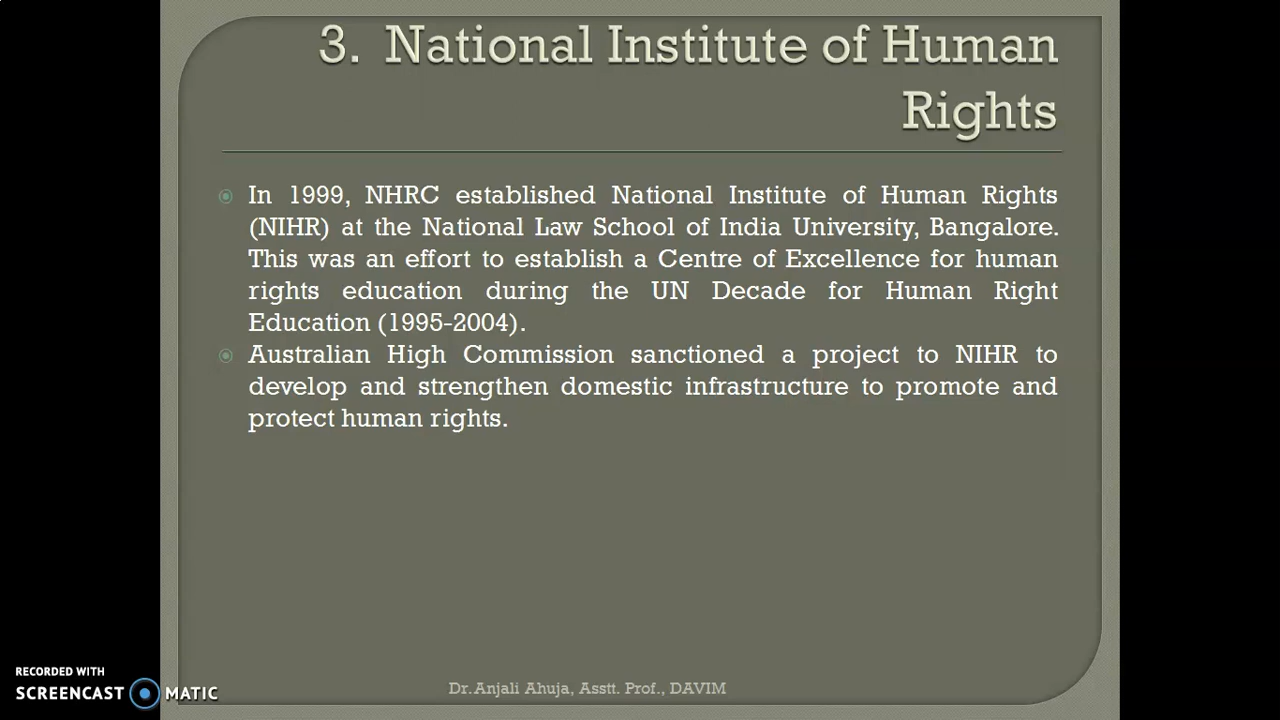 3. National Institute of Human
Rights
In 1999, NHRC established National Institute of Human Rights
(NIHR) at the National Law School of India University, Bangalore.
This was an effort to establish a Centre of Excellence for human
rights education during the UN Decade for Human Right
Education (1995-2004).
Australian High Commission sanctioned a project to NIHR to
develop and strengthen domestic infrastructure to promote and
protect human rights.
RECORDED WITH
SCREENCAST MATIC
Dr.Anjali Ahuja, Asstt. Prof., DAVIM